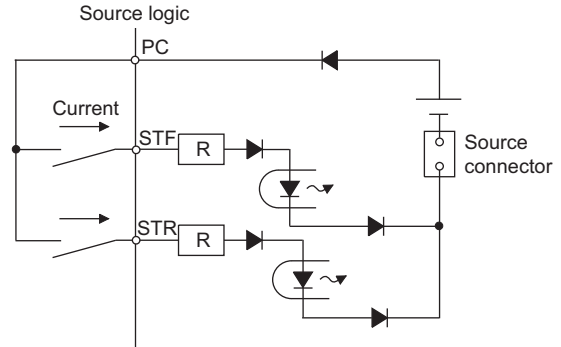 Source logic
PC
Current
STF
R
Source
connector
STR
R